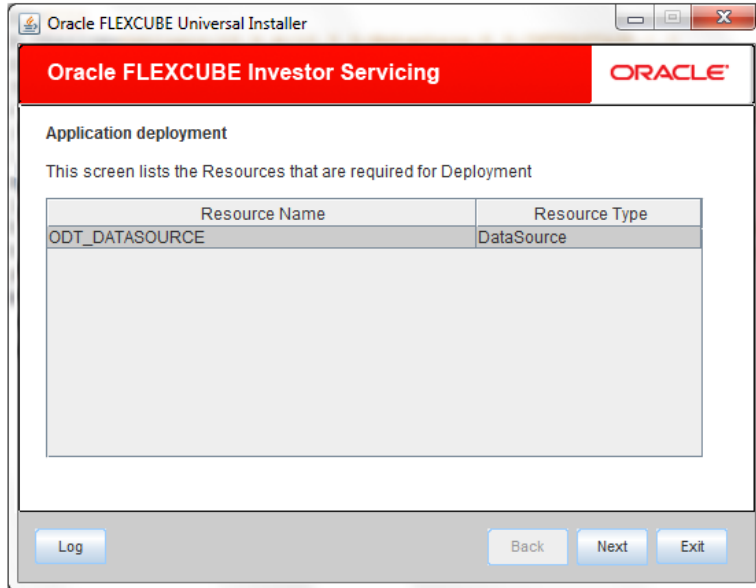 Oracle FLEXCUBE Universal Installer
Oracle FLEXCUBE Investor Servicing
ORACLE
Application deployment
This screen lists the Resources that are required for Deployment
Resource Name Resource Type
ODT_DATASOURCE DataSource
Log Back Next Exit